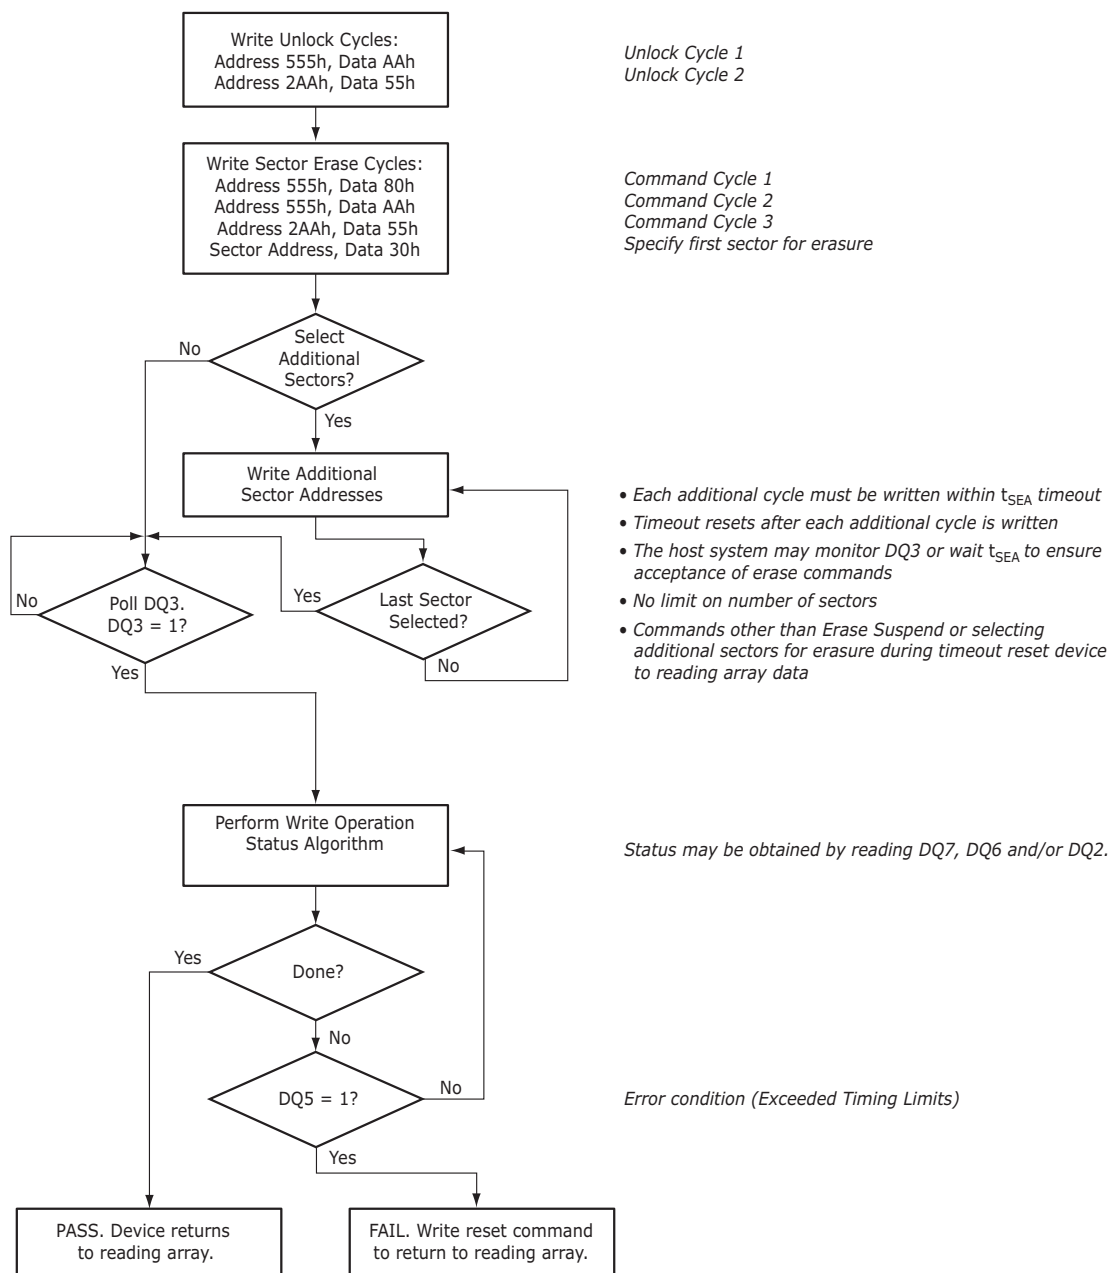 Write Unlock Cycles:
Address 555h, Data AAh
Address 2AAh, Data 55h
Unlock Cycle 1
Unlock Cycle 2
Write Sector Erase Cycles:
Address 555h, Data 80h
Address 555h, Data AAh
Address 2AAh, Data 55h
Sector Address, Data 30h
Command Cycle 1
Command Cycle 2
Command Cycle 3
Specify first sector for erasure
Select
Additional
Sectors?
No
Yes
Write Additional
Sector Addresses
• Each additional cycle must be written within tSEA timeout
• Timeout resets after each additional cycle is written
• The host system may monitor DQ3 or wait tSEA to ensure
acceptance of erase commands
• No limit on number of sectors
• Commands other than Erase Suspend or selecting
additional sectors for erasure during timeout reset device
to reading array data
No
Poll DQ3.
DQ3 = 1?
Yes
Yes
Last Sector
Selected?
No
Perform Write Operation
Status Algorithm
Status may be obtained by reading DQ7, DQ6 and/or DQ2.
Yes
Done?
No
DQ5 = 1?
No
Yes
Error condition (Exceeded Timing Limits)
PASS. Device returns
to reading array.
FAIL. Write reset command
to return to reading array.